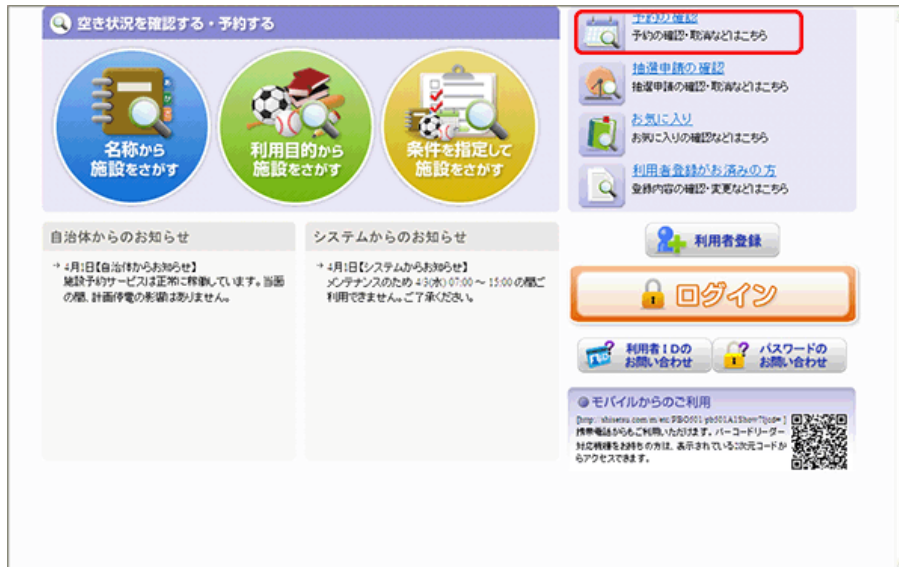 空き状況を確認する・予約する
名称から
施設をさがす
利用目的から
施設をさがす
条件を指定して
施設をさがす
予約の確認
予約の確認・取消などはこちら
抽選申請の確認
抽選申請の確認・取消などはこちら
お気に入り
お気に入りの確認などはこちら
利用者登録がお済みの方
登録内容の確認・変更などはこちら
自治体からのお知らせ
→ 4月1日【自治体からお知らせ】
施設予約サービスは正常に稼働しています。当面
の間、計画停電の影響はありません。
システムからのお知らせ
→ 4月1日【システムからお知らせ】
メンテナンスのため 4/3(水) 07:00 ～ 15:00 の間ご
利用できません。ご了承ください。
利用者登録
ログイン
利用者IDの
お問い合わせ
パスワードの
お問い合わせ
モバイルからのご利用
携帯電話からもご利用いただけます。バーコードリーダー
対応機種をお持ちの方は、表示されている2次元コードか
らアクセスできます。